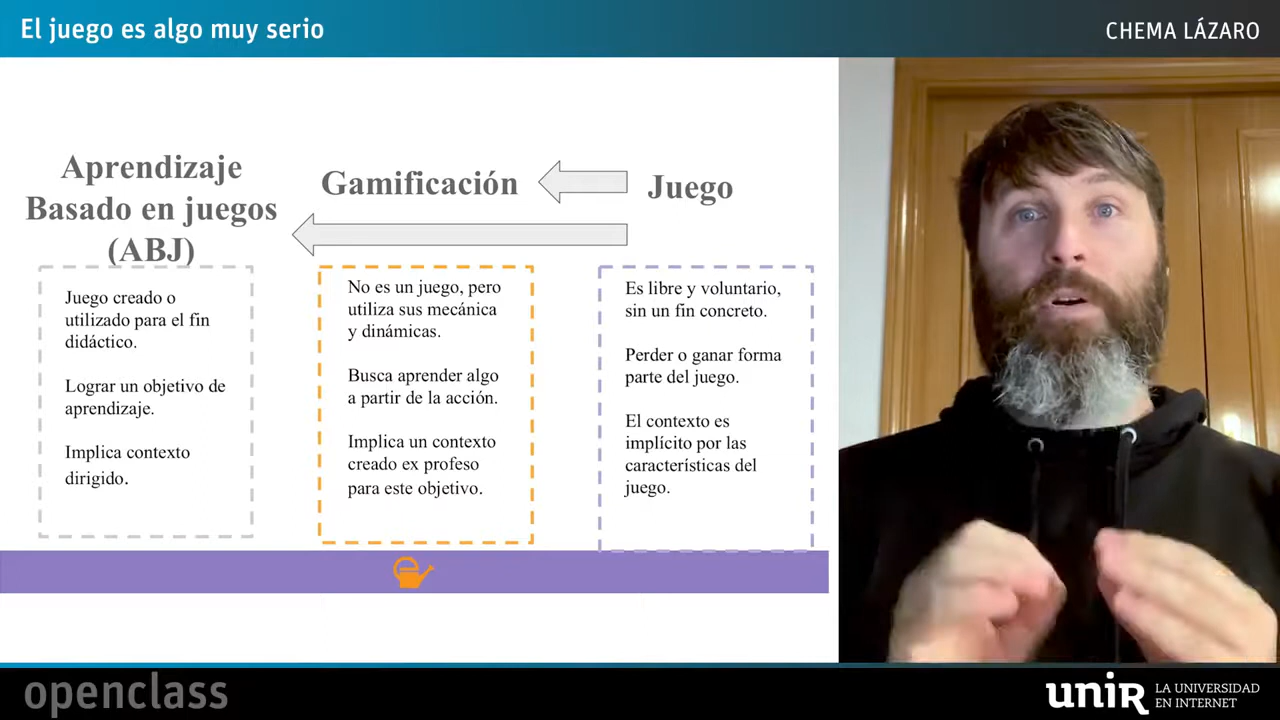 El juego es algo muy serio
CHEMA LÁZARO
Aprendizaje
Basado en juegos
(ABJ)
Juego creado o
utilizado para el fin
didáctico.
Lograr un objetivo de
aprendizaje.
Implica contexto
dirigido.
Gamificación
No es un juego, pero
utiliza sus mecánica
y dinámicas.
Busca aprender algo
a partir de la acción.
Implica un contexto
creado ex profeso
para este objetivo.
Juego
Es libre y voluntario,
sin un fin concreto.
Perder o ganar forma
parte del juego.
El contexto es
implícito por las
características del
juego.
openclass
unir
LA UNIVERSIDAD
EN INTERNET